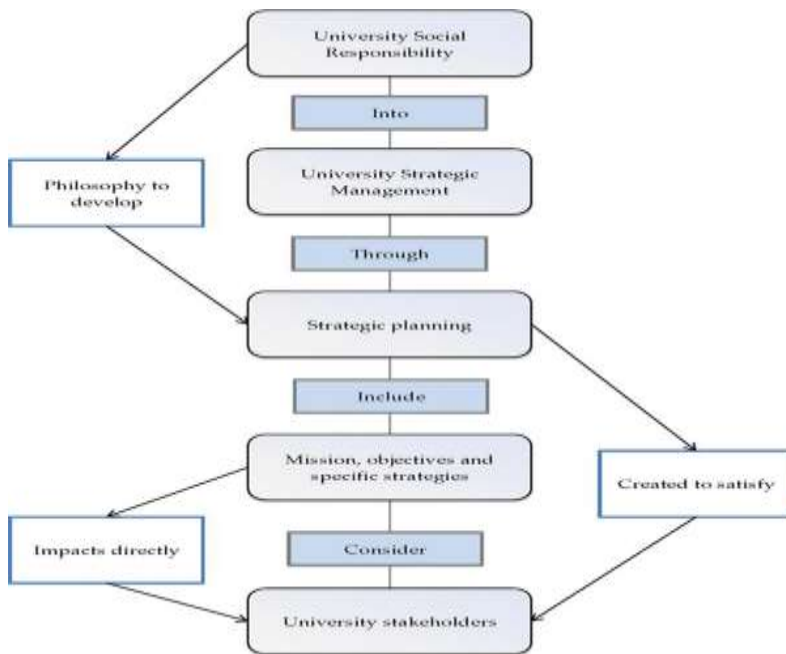 University Social
Responsibility
Into
Philosophy to
develop
University Strategic
Management
Through
Strategic planning
Include
Mission, objectives and
specific strategies
Created to satisfy
Impacts directly
Consider
University stakeholders